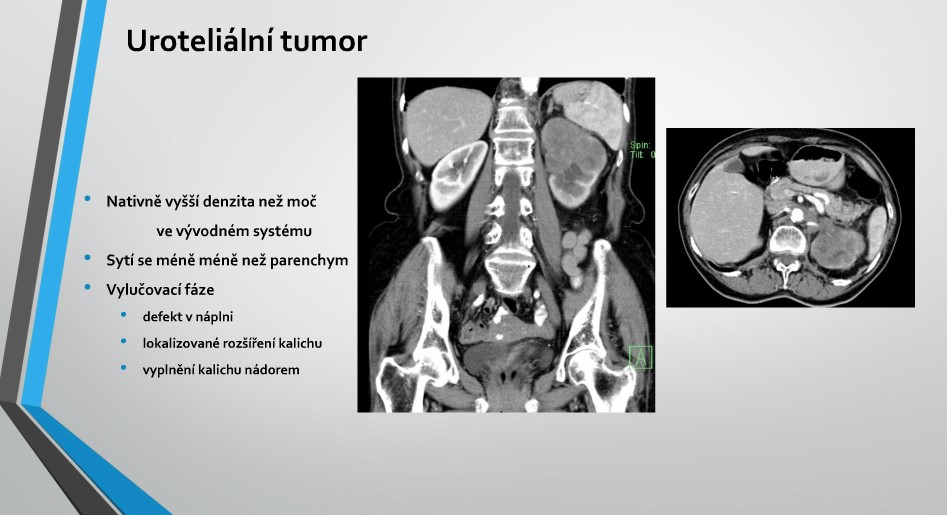 Uroteliální tumor
Nativně vyšší denzita než moč
ve vývodném systému
Sytí se méně méně než parenchym
Vylučovací fáze
defekt v náplni
lokalizované rozšíření kalichu
vyplnění kalichu nádorem
Spin:
Tilt: 0
A